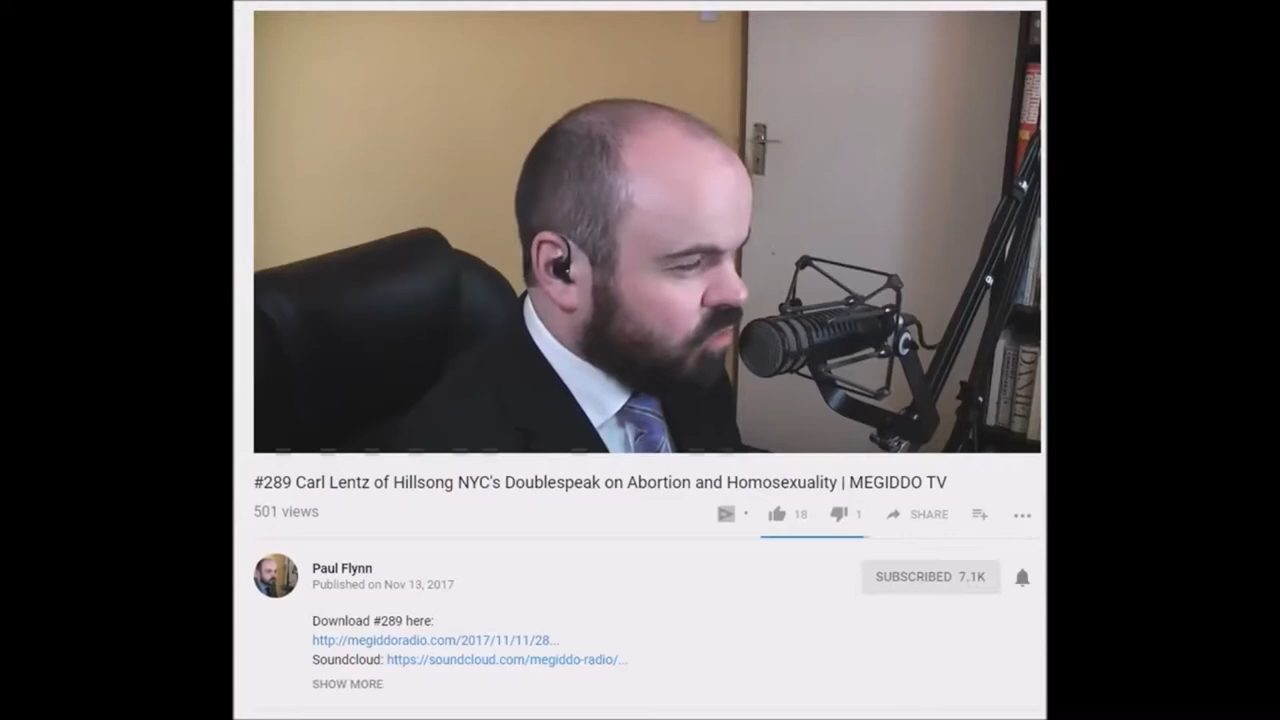 DANIEL
#289 Carl Lentz of Hillsong NYC's Doublespeak on Abortion and Homosexuality | MEGIDDO TV
501 views
18
1
SHARE
Paul Flynn
Published on Nov 13, 2017
SUBSCRIBED 7.1K
Download #289 here:
http://megiddoradio.com/2017/11/11/28...
Soundcloud: https://soundcloud.com/megiddo-radio/...
SHOW MORE